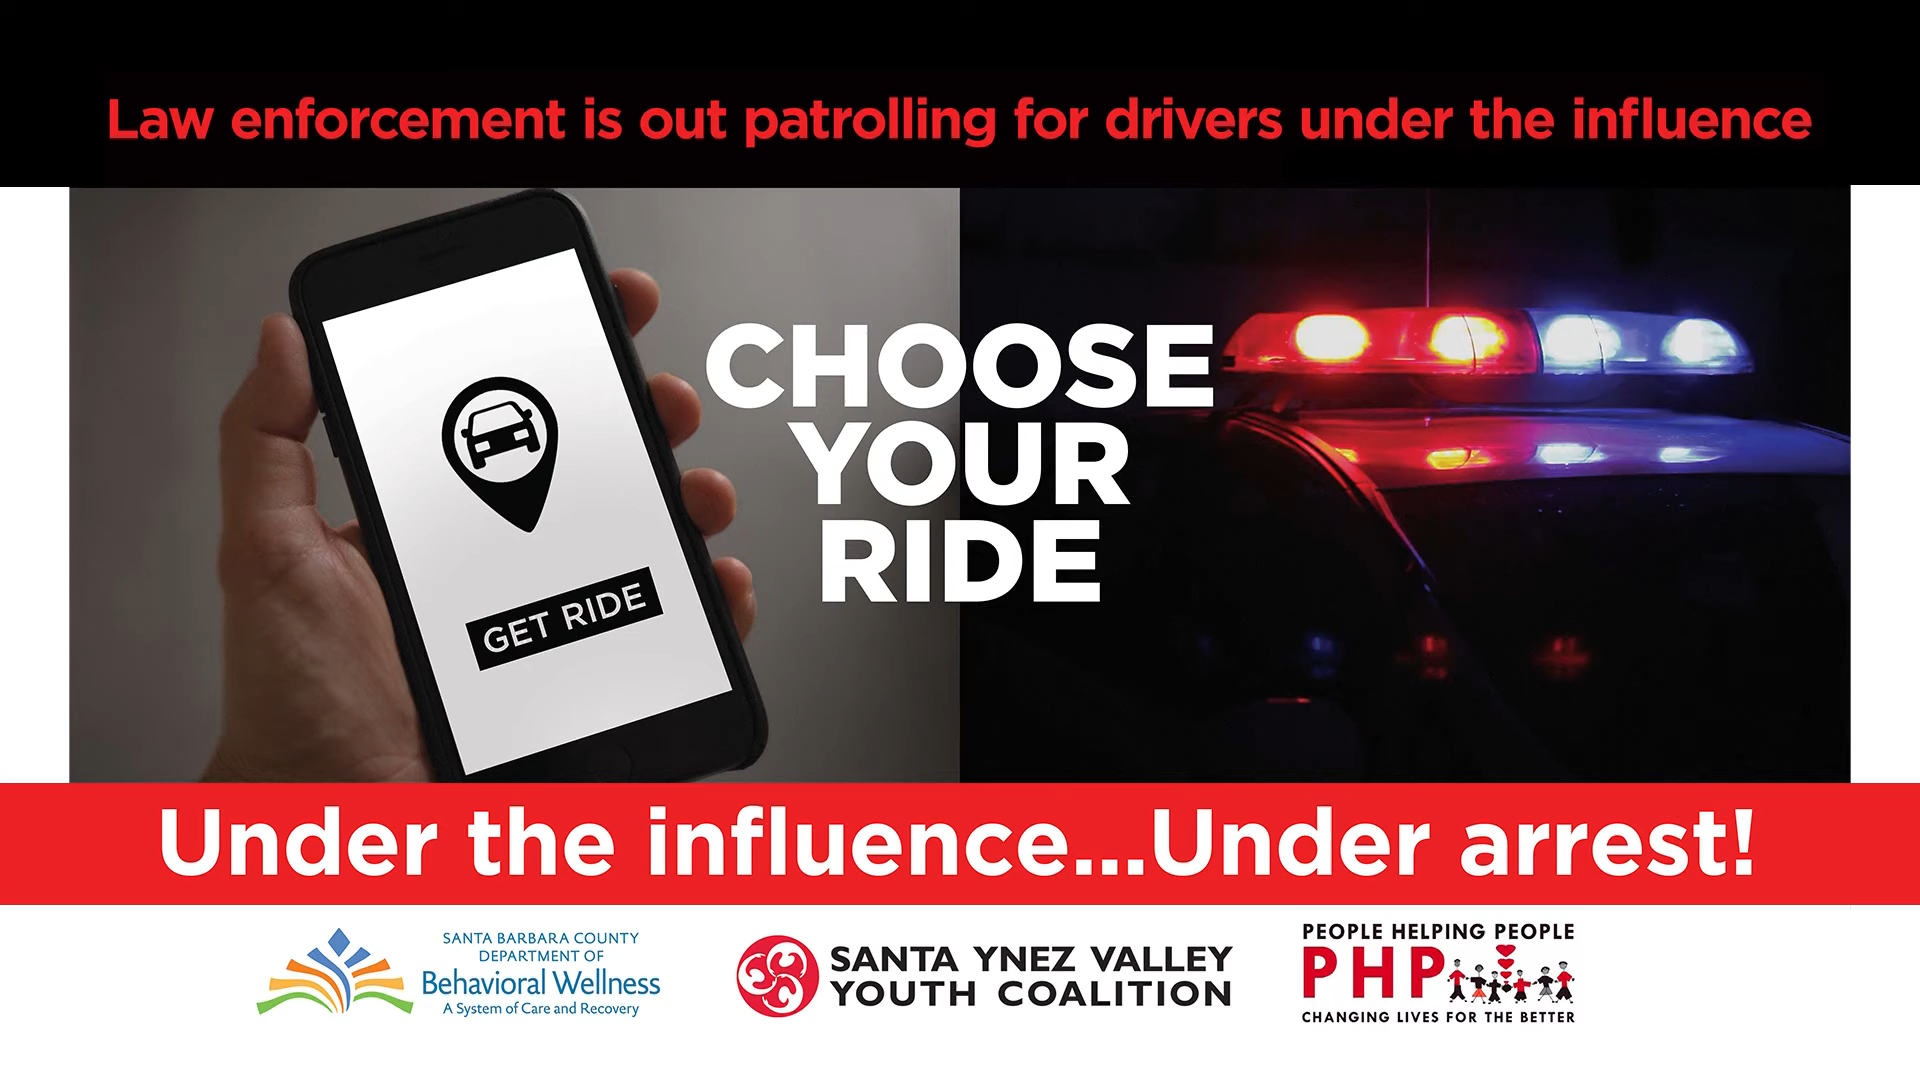 Law enforcement is out patrolling for drivers under the influence
CHOOSE
YOUR
RIDE
GET RIDE
Under the influence...Under arrest!
SANTA BARBARA COUNTY
DEPARTMENT OF
Behavioral Wellness
A System of Care and Recovery
SANTA YNEZ VALLEY
YOUTH COALITION
PEOPLE HELPING PEOPLE
PHP
CHANGING LIVES FOR THE BETTER